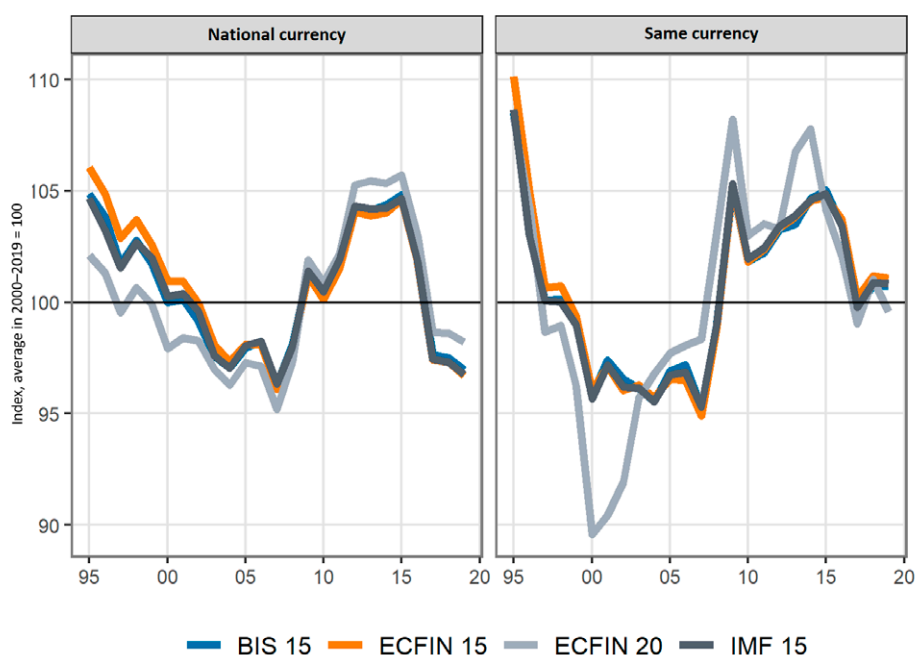 National currency
Same currency
Index, average in 2000–2019 = 100
110
105
100
95
90
95 00 05 10 15 20
95 00 05 10 15 20
BIS 15 ECFIN 15 ECFIN 20 IMF 15